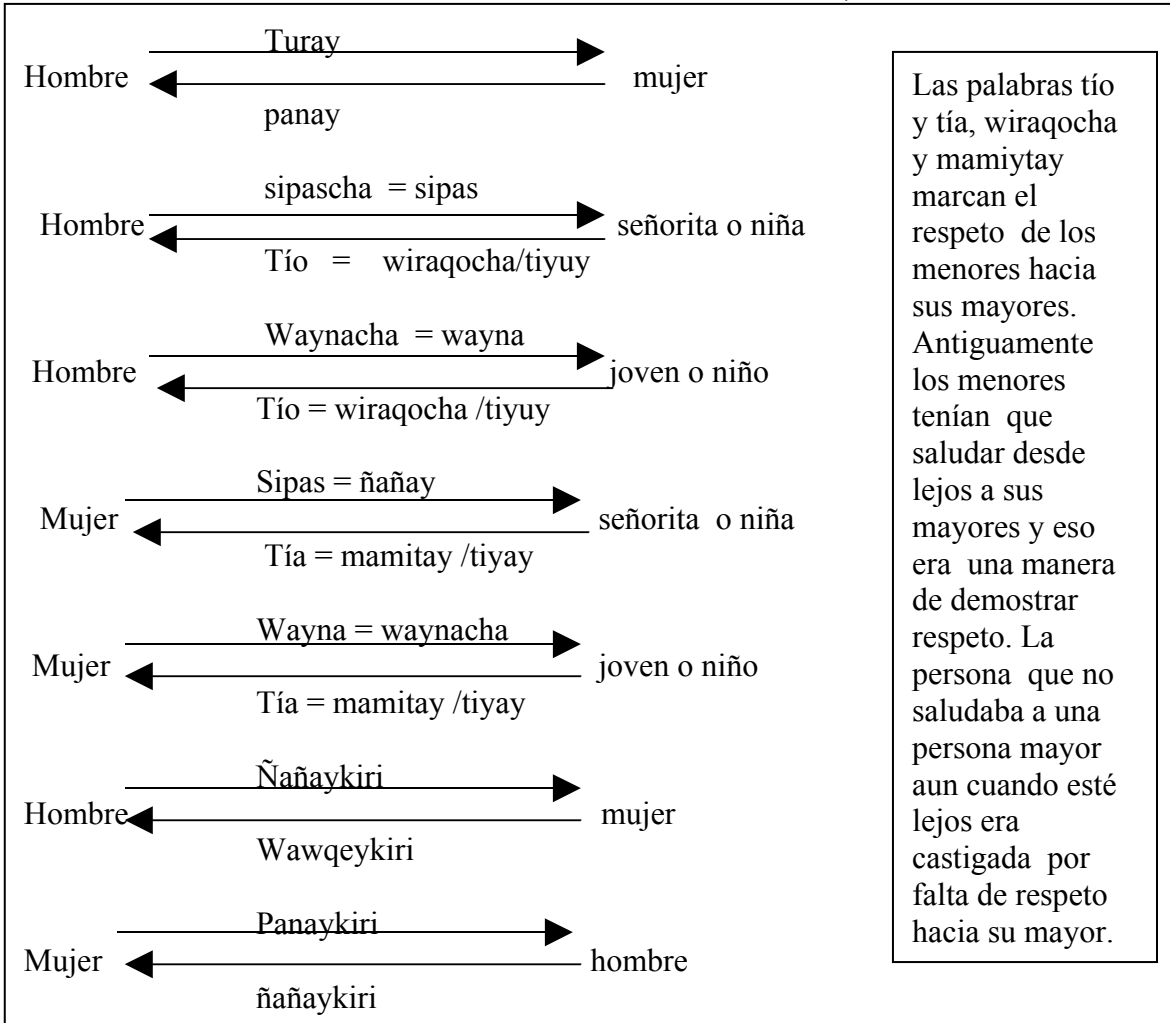 Turay
Hombre mujer
panay
sipascha = sipas
Hombre señorita o niña
Tío = wiraqocha/tiyuy
Waynacha = wayna
Hombre joven o niño
Tío = wiraqocha /tiyuy
Sipas = ñañay
Mujer señorita o niña
Tía = mamitay /tiyay
Wayna = waynacha
Mujer joven o niño
Tía = mamitay /tiyay
Ñañaykiri
Hombre mujer
Wawqeykiri
Panaykiri
Mujer hombre
ñañaykiri
Las palabras tío
y tía, wiraqocha
y mamiytay
marcan el
respeto de los
menores hacia
sus mayores.
Antiguamente
los menores
tenían que
saludar desde
lejos a sus
mayores y eso
era una manera
de demostrar
respeto. La
persona que no
saludaba a una
persona mayor
aun cuando esté
lejos era
castigada por
falta de respeto
hacia su mayor.